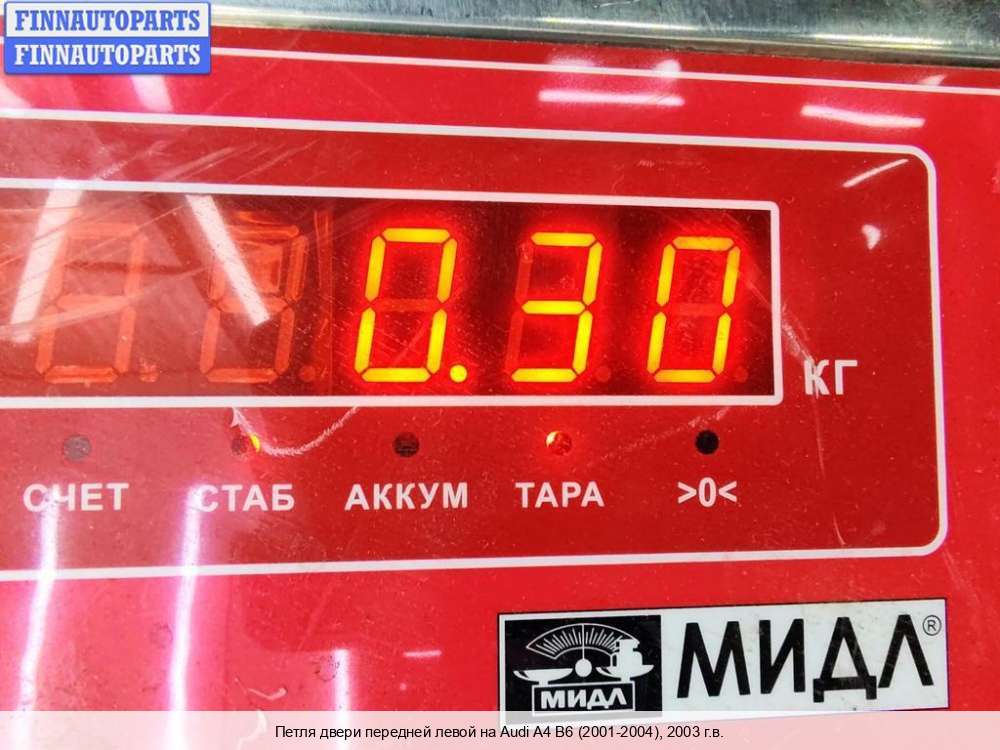 FINNAUTOPARTS
FINNAUTOPARTS
0.30
КГ
СЧЕТ СТАБ АККУМ ТАРА >0<
МИДЛ
МИДЛ®
Петля двери передней левой на Audi A4 B6 (2001-2004), 2003 г.в.